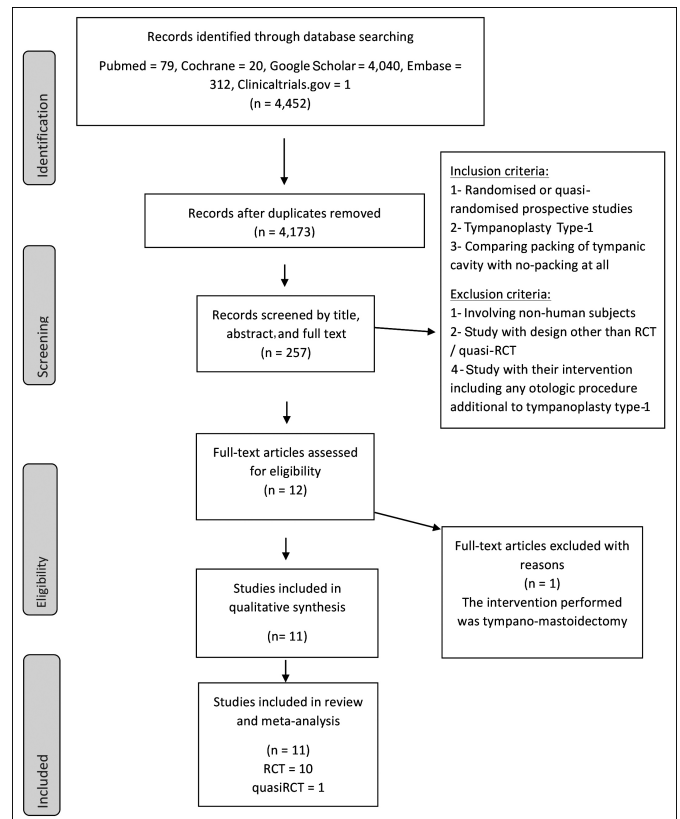 Records identified through database searching
Pubmed = 79, Cochrane = 20, Google Scholar = 4,040, Embase =
312, Clinicaltrials.gov = 1
(n = 4,452)
Identification
Records after duplicates removed
(n = 4,173)
Inclusion criteria:
1- Randomised or quasi-
randomised prospective studies
2- Tympanoplasty Type-1
3- Comparing packing of tympanic
cavity with no-packing at all
Exclusion criteria:
1- Involving non-human subjects
2- Study with design other than RCT
/ quasi-RCT
4-Study with their intervention
including any otologic procedure
additional to tympanoplasty type-1
Screening
Records screened by title,
abstract, and full text
(n = 257)
Full-text articles assessed
for eligibility
(n = 12)
Eligibility
Full-text articles excluded with
reasons
(n = 1)
The intervention performed
was tympano-mastoidectomy
Studies included in
qualitative synthesis
(n= 11)
Included
Studies included in review
and meta-analysis
(n = 11)
RCT = 10
quasiRCT = 1